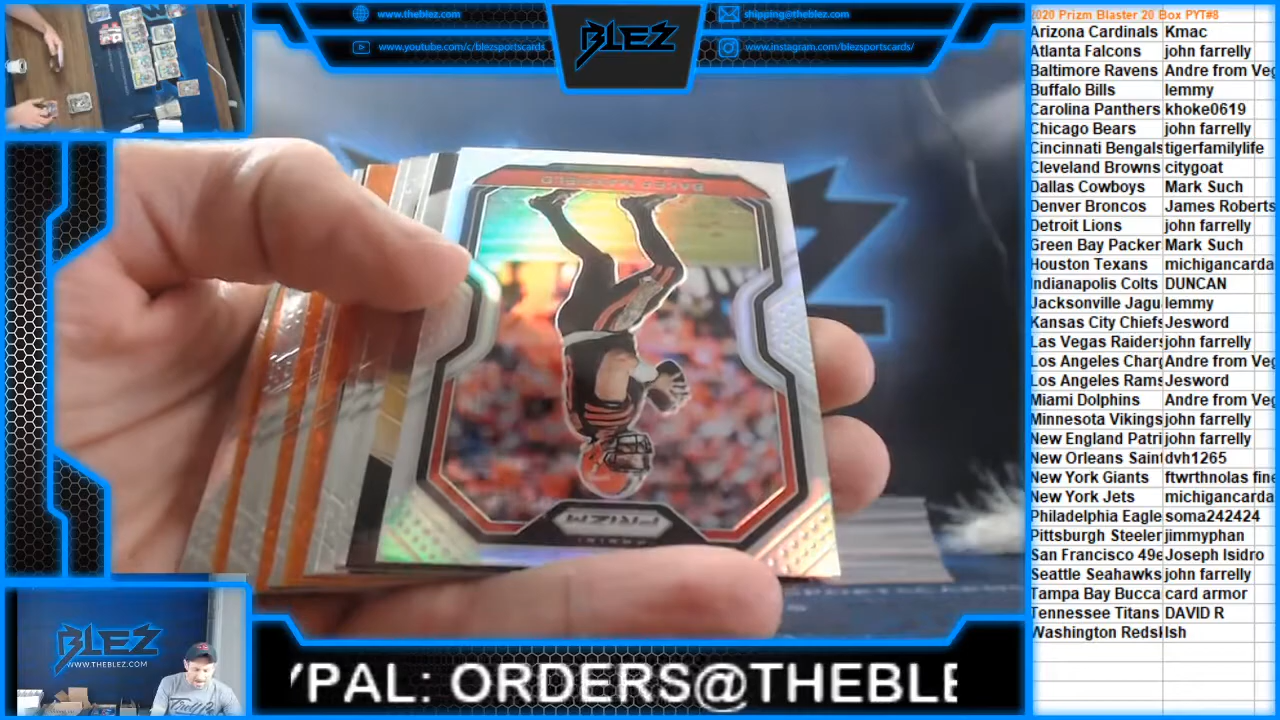 www.theblez.com
shipping@theblez.com
BLEZ
www.youtube.com/c/blezsportscards
www.instagram.com/blezsportscards/
2020 Prizm Blaster 20 Box PYT#8
Arizona Cardinals Kmac
Atlanta Falcons john farrelly
Baltimore Ravens Andre from Veg
Buffalo Bills lemmy
Carolina Panthers khoke0619
Chicago Bears john farrelly
Cincinnati Bengals tigerfamilylife
Cleveland Browns citygoat
Dallas Cowboys Mark Such
Denver Broncos James Roberts
Detroit Lions john farrelly
Green Bay Packer Mark Such
Houston Texans michigancarda
Indianapolis Colts DUNCAN
Jacksonville Jagu lemmy
Kansas City Chiefs Jesword
Las Vegas Raiders john farrelly
Los Angeles Charg Andre from Veg
Los Angeles Rams Jesword
Miami Dolphins Andre from Veg
Minnesota Vikings john farrelly
New England Patri john farrelly
New Orleans Saint dvh1265
New York Giants ftwrthnolas fine
New York Jets michigancarda
Philadelphia Eagle soma242424
Pittsburgh Steeler jimmyphan
San Francisco 49e Joseph Isidro
Seattle Seahawks john farrelly
Tampa Bay Bucca card armor
Tennessee Titans DAVID R
Washington Redsk Ish
BAKER MAYFIELD
PRIZM
PANINI
BLEZ
WWW.THEBLEZ.COM
YPAL: ORDERS@THEBLE